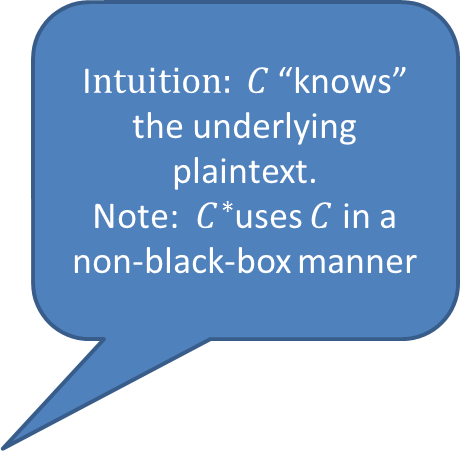 Intuition: C “knows”
the underlying
plaintext.
Note: C*uses C in a
non-black-box manner